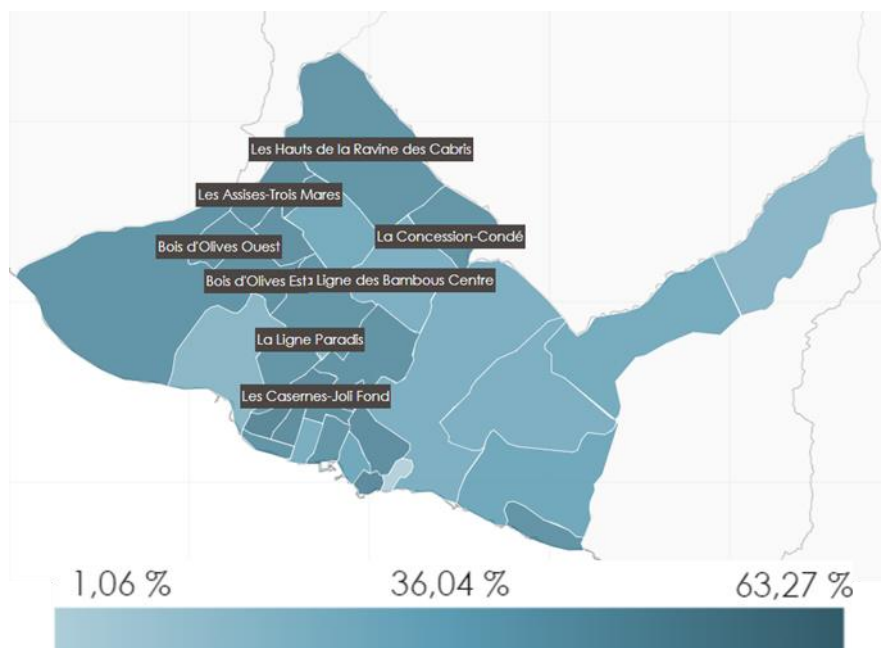 Les Hauts de la Ravine des Cabris
Les Assises-Trois Mares
La Concession-Condé
Bois d'Olives Ouest
Bois d'Olives Est
a Ligne des Bambous Centre
La Ligne Paradis
Les Casernes-Joli Fond
1,06 % 36,04 % 63,27 %